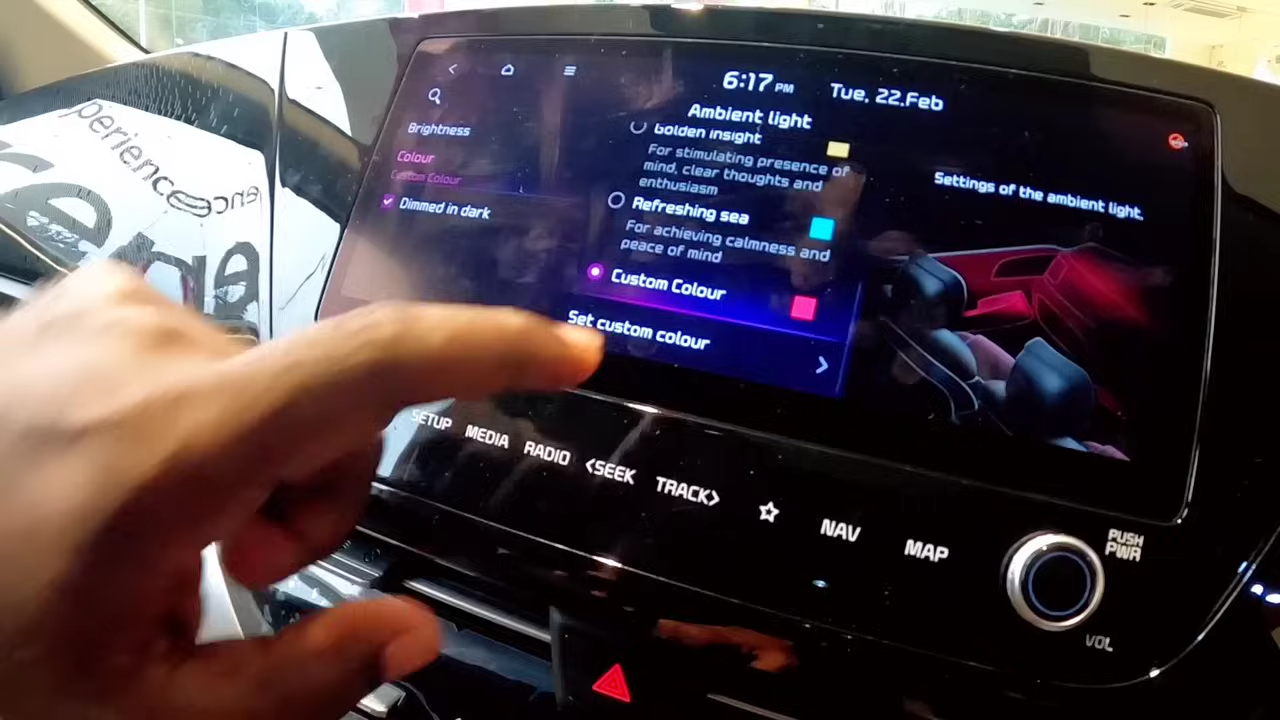 perience
ence
6:17 PM
Tue, 22.Feb
Ambient light
Brightness
Colour
Custom Colour
Dimmed in dark
Golden insight
For stimulating presence of
mind, clear thoughts and
enthusiasm
Refreshing sea
For achieving calmness and
peace of mind
Custom Colour
Set custom colour
Settings of the ambient light.
SETUP
MEDIA
RADIO
<SEEK
TRACK>
NAV
MAP
PUSH
PWR
VOL